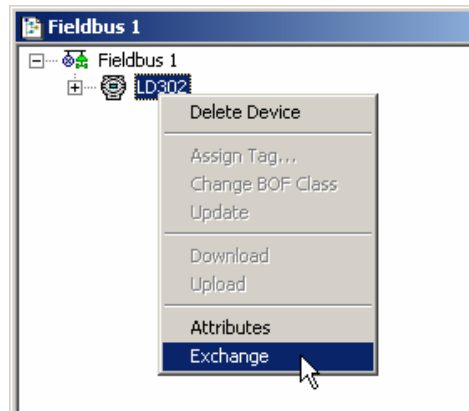 Fieldbus 1
Fieldbus 1
LD302
Delete Device
Assign Tag...
Change BOF Class
Update
Download
Upload
Attributes
Exchange